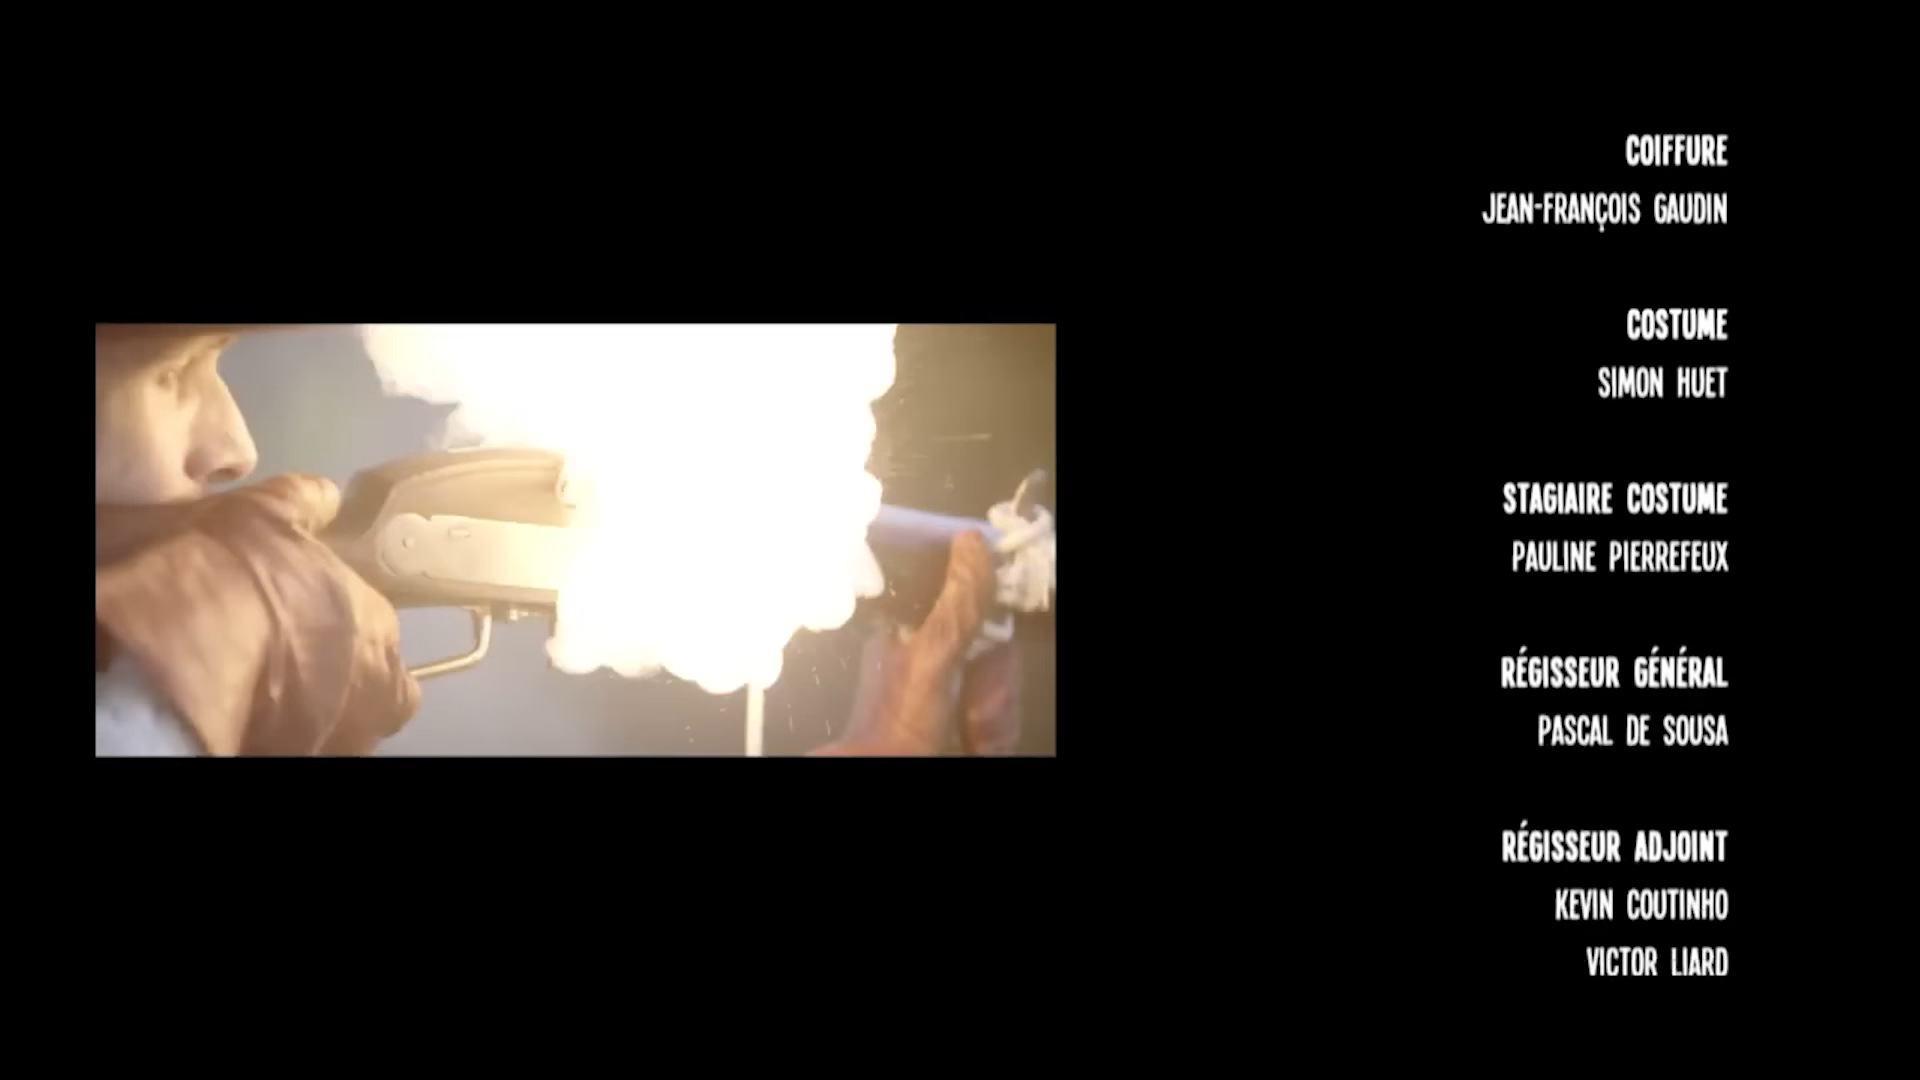 COIFFURE
JEAN-FRANÇOIS GAUDIN
COSTUME
SIMON HUET
STAGIAIRE COSTUME
PAULINE PIERREFEUX
RÉGISSEUR GÉNÉRAL
PASCAL DE SOUSA
RÉGISSEUR ADJOINT
KEVIN COUTINHO
VICTOR LIARD